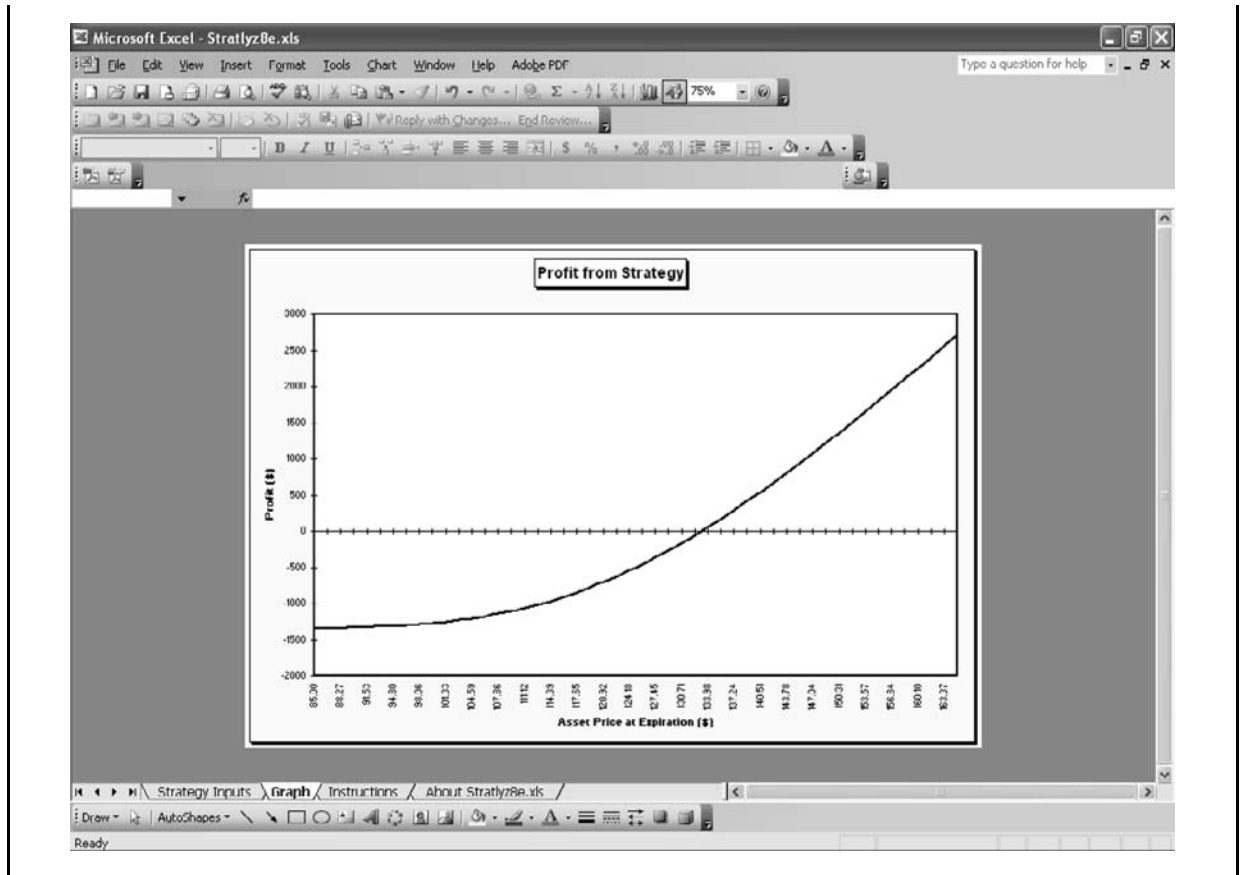 Microsoft Excel - Stratlyz8e.xls
File Edit View Insert Format Tools Chart Window Help Adobe PDF Type a question for help
75%
Reply with Changes... End Review...
B I U $ % ,
fx
Profit from Strategy
3000
2500
2000
1500
1000
500
0
-500
-1000
-1500
-2000
Profit ($)
85.00 88.27 91.53 94.80 98.06 101.33 104.59 107.86 111.12 114.39 117.65 120.92 124.18 127.45 130.71 133.98 137.24 140.51 143.78 147.04 150.31 153.57 156.84 160.10 163.37
Asset Price at Expiration ($)
Strategy Inputs Graph Instructions About Stratlyz8e.xls
Draw AutoShapes
Ready